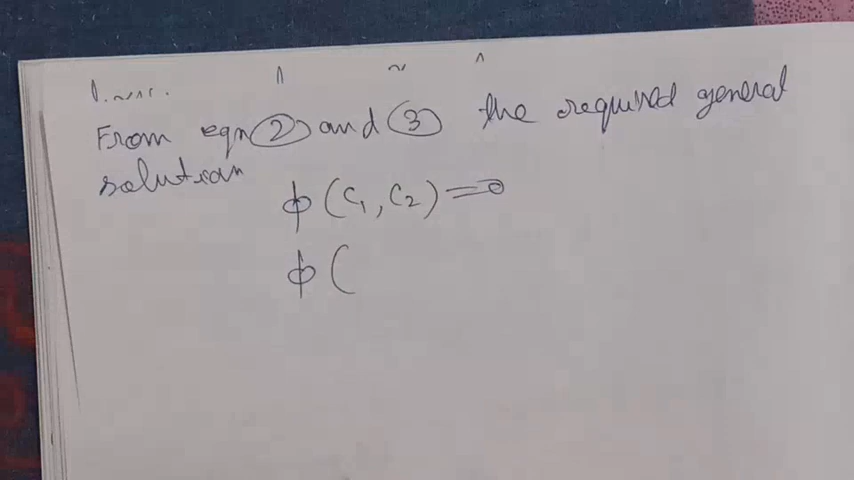 From eqn ② and ③ the required general
solution
ϕ(c₁, c₂) = 0
ϕ(